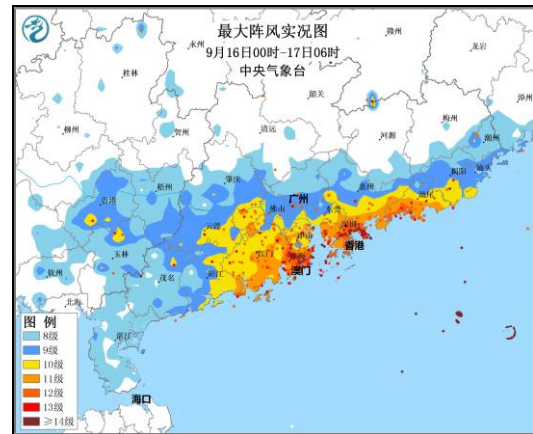 最大阵风实况图
9月16日00时-17日06时
中央气象台
永州
赣州
龙岩
桂林
韶关
漳州
柳州
贺州
清远
河源
梅州
潮州
梧州
肇庆
广州
惠州
揭阳
汕头
贵港
云浮
佛山
东莞
汕尾
深圳
中山
玉林
江门
珠海
香港
澳门
钦州
茂名
阳江
北海
湛江
海口
图 例
8级
9级
10级
11级
12级
13级
≥14级